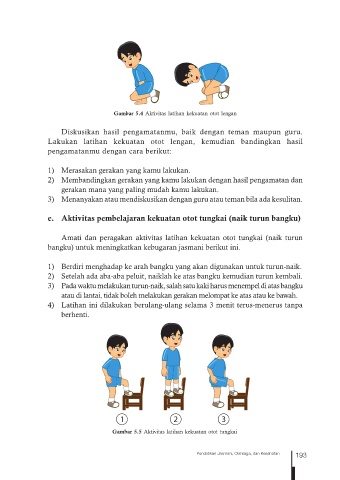 Gambar 5.4 Aktivitas latihan kekuatan otot lengan
Diskusikan hasil pengamatanmu, baik dengan teman maupun guru.
Lakukan latihan kekuatan otot lengan, kemudian bandingkan hasil
pengamatanmu dengan cara berikut:
1) Merasakan gerakan yang kamu lakukan.
2) Membandingkan gerakan yang kamu lakukan dengan hasil pengamatan dan
gerakan mana yang paling mudah kamu lakukan.
3) Menanyakan atau mendiskusikan dengan guru atau teman bila ada kesulitan.
c. Aktivitas pembelajaran kekuatan otot tungkai (naik turun bangku)
Amati dan peragakan aktivitas latihan kekuatan otot tungkai (naik turun
bangku) untuk meningkatkan kebugaran jasmani berikut ini.
1) Berdiri menghadap ke arah bangku yang akan digunakan untuk turun-naik.
2) Setelah ada aba-aba peluit, naiklah ke atas bangku kemudian turun kembali.
3) Pada waktu melakukan turun-naik, salah satu kaki harus menempel di atas bangku
atau di lantai, tidak boleh melakukan gerakan melompat ke atas atau ke bawah.
4) Latihan ini dilakukan berulang-ulang selama 3 menit terus-menerus tanpa
berhenti.
1 2 3
Gambar 5.5 Aktivitas latihan kekuatan otot tungkai
Pendidikan Jasmani, Olahraga, dan Kesehatan 193